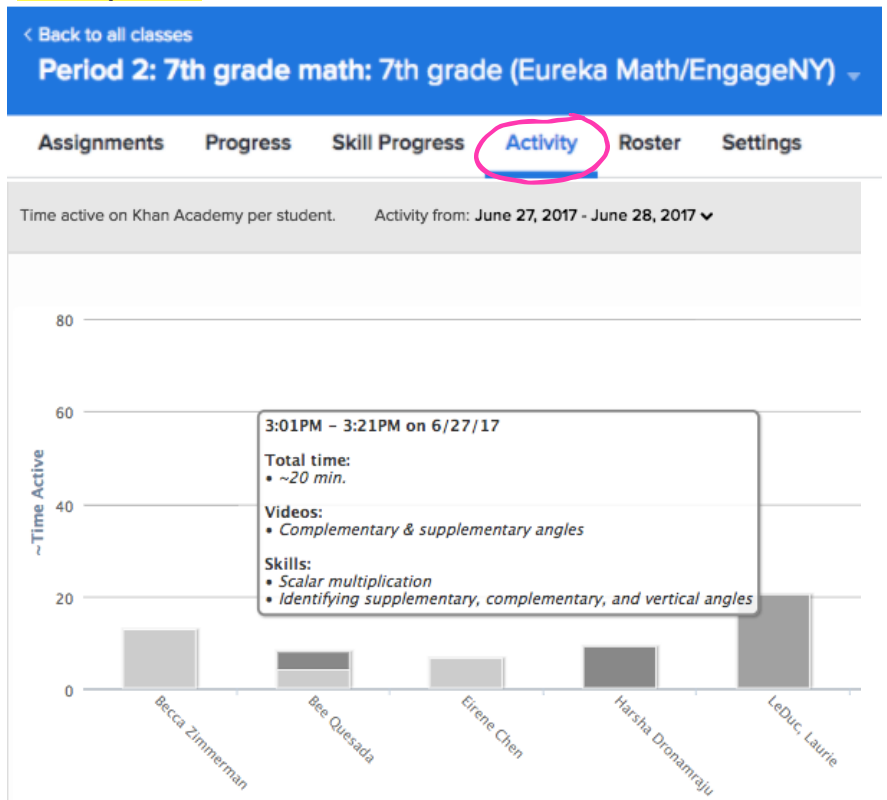 < Back to all classes
Period 2: 7th grade math: 7th grade (Eureka Math/EngageNY)
Assignments Progress Skill Progress Activity Roster Settings
Time active on Khan Academy per student. Activity from: June 27, 2017 - June 28, 2017
80
60
40
20
0
~Time Active
3:01PM – 3:21PM on 6/27/17
Total time:
• ~20 min.
Videos:
• Complementary & supplementary angles
Skills:
• Scalar multiplication
• Identifying supplementary, complementary, and vertical angles
Becca Zimmerman
Bee Quesada
Eirene Chen
Harsha Dronamraju
LeDuc, Laurie